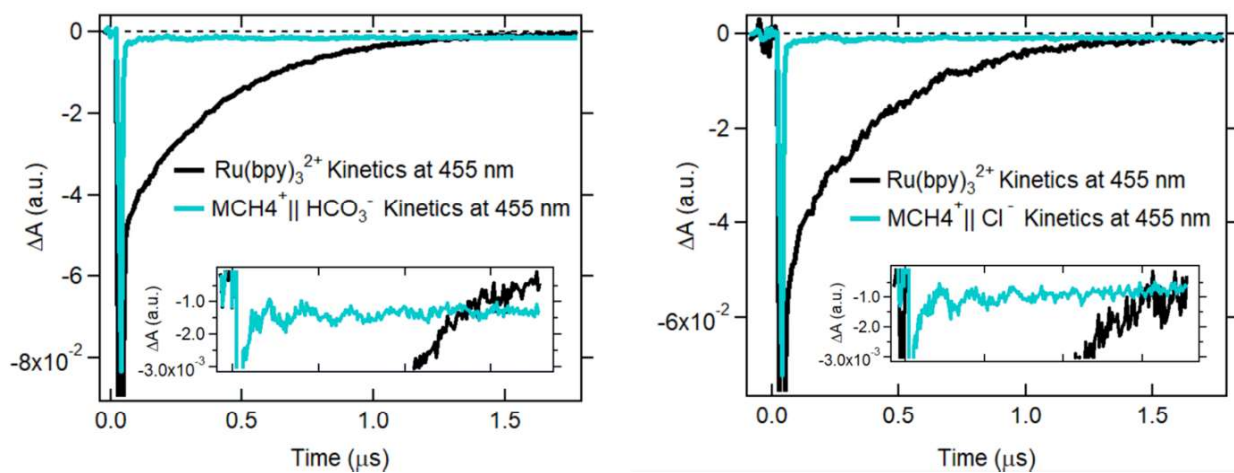 0
-2
-4
-6
-8x10⁻²
ΔA (a.u.)
Ru(bpy)₃²⁺ Kinetics at 455 nm
MCH4⁺|| HCO₃⁻ Kinetics at 455 nm
ΔA (a.u.)
-1.0
-2.0
-3.0x10⁻³
0.0 0.5 1.0 1.5
Time (μs)
0
-2
-4
-6x10⁻²
ΔA (a.u.)
Ru(bpy)₃²⁺ Kinetics at 455 nm
MCH4⁺|| Cl⁻ Kinetics at 455 nm
ΔA (a.u.)
-1.0
-2.0
-3.0x10⁻³
0.0 0.5 1.0 1.5
Time (μs)